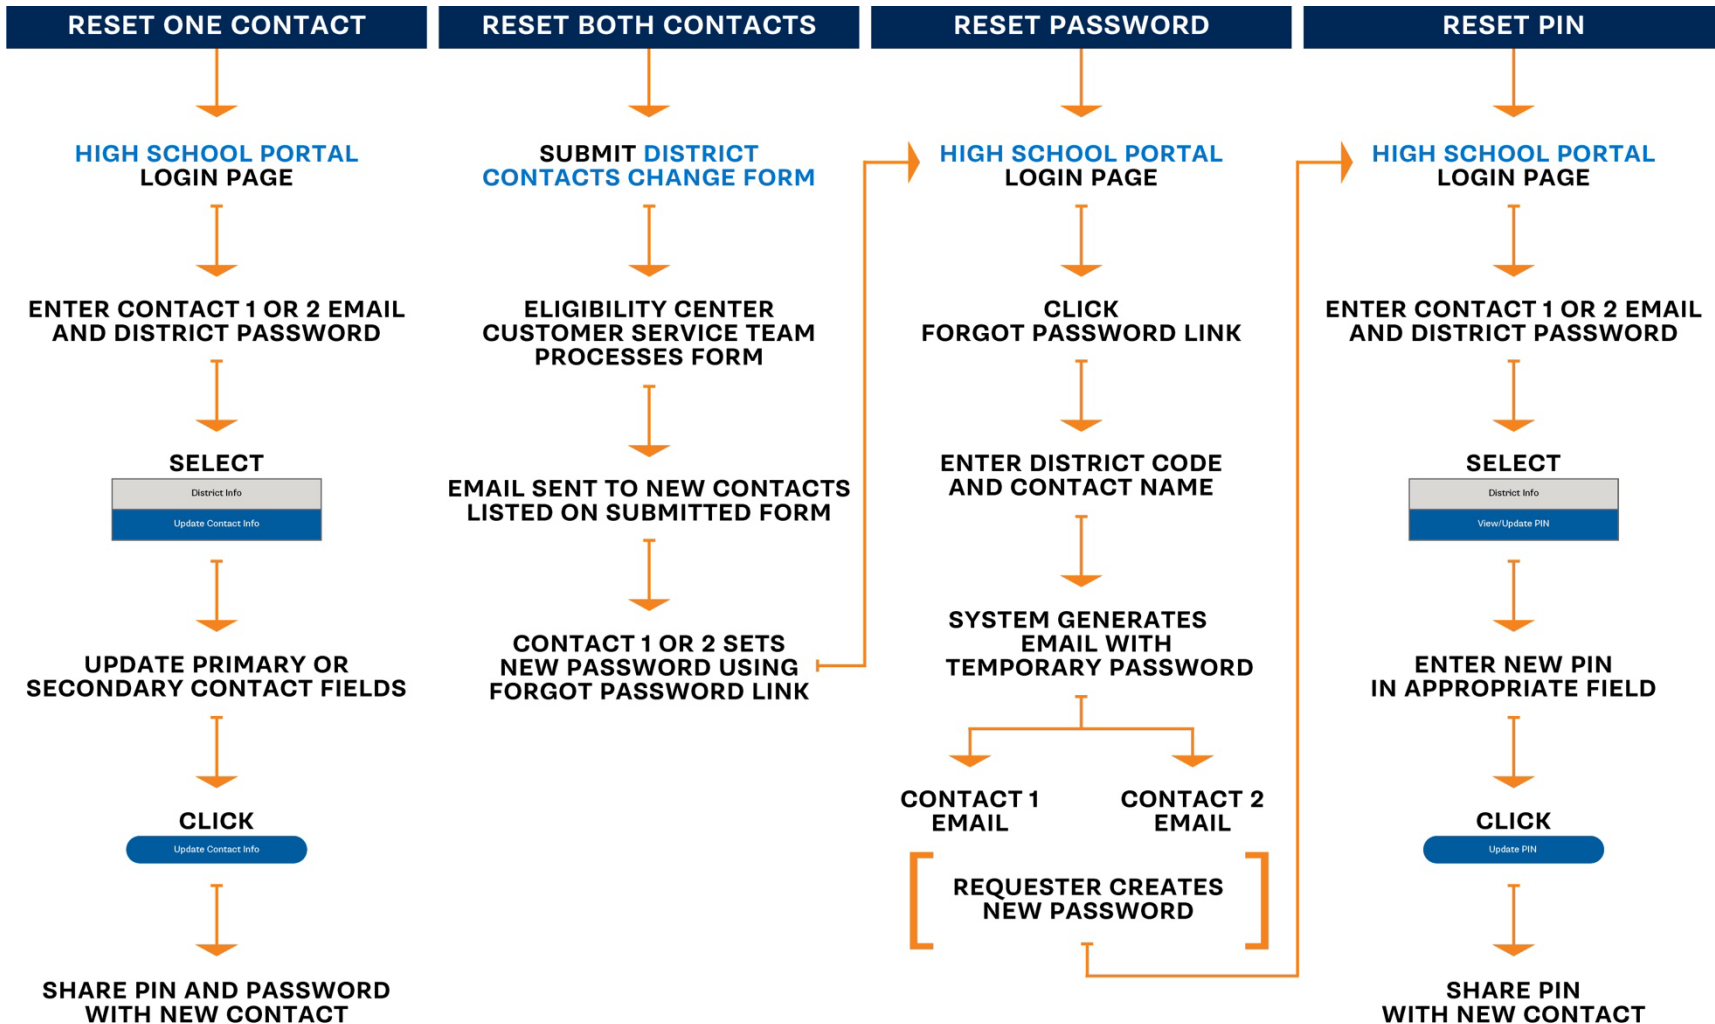 RESET ONE CONTACT
HIGH SCHOOL PORTAL
LOGIN PAGE
ENTER CONTACT 1 OR 2 EMAIL
AND DISTRICT PASSWORD
SELECT
District Info
Update Contact Info
UPDATE PRIMARY OR
SECONDARY CONTACT FIELDS
CLICK
Update Contact Info
SHARE PIN AND PASSWORD
WITH NEW CONTACT
RESET BOTH CONTACTS
SUBMIT DISTRICT
CONTACTS CHANGE FORM
ELIGIBILITY CENTER
CUSTOMER SERVICE TEAM
PROCESSES FORM
EMAIL SENT TO NEW CONTACTS
LISTED ON SUBMITTED FORM
CONTACT 1 OR 2 SETS
NEW PASSWORD USING
FORGOT PASSWORD LINK
RESET PASSWORD
HIGH SCHOOL PORTAL
LOGIN PAGE
CLICK
FORGOT PASSWORD LINK
ENTER DISTRICT CODE
AND CONTACT NAME
SYSTEM GENERATES
EMAIL WITH
TEMPORARY PASSWORD
CONTACT 1
EMAIL
CONTACT 2
EMAIL
REQUESTER CREATES
NEW PASSWORD
RESET PIN
HIGH SCHOOL PORTAL
LOGIN PAGE
ENTER CONTACT 1 OR 2 EMAIL
AND DISTRICT PASSWORD
SELECT
District Info
View/Update PIN
ENTER NEW PIN
IN APPROPRIATE FIELD
CLICK
Update PIN
SHARE PIN
WITH NEW CONTACT